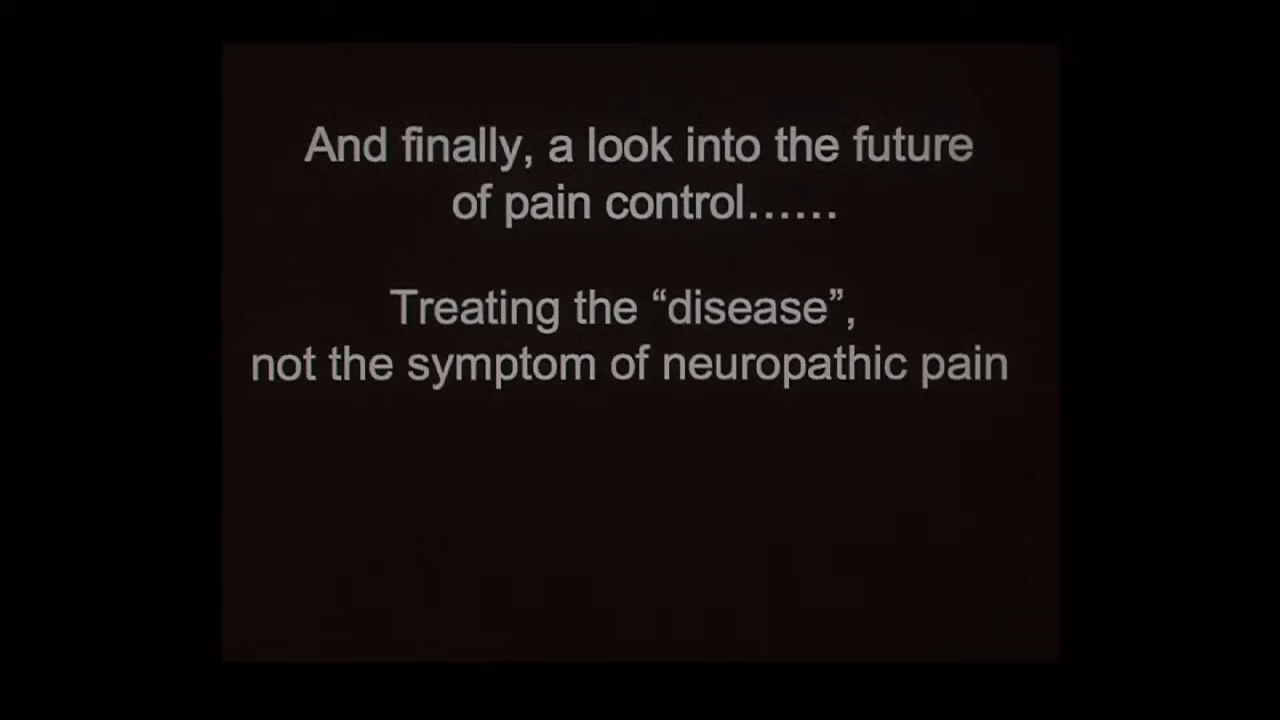 And finally, a look into the future
of pain control......
Treating the “disease”,
not the symptom of neuropathic pain